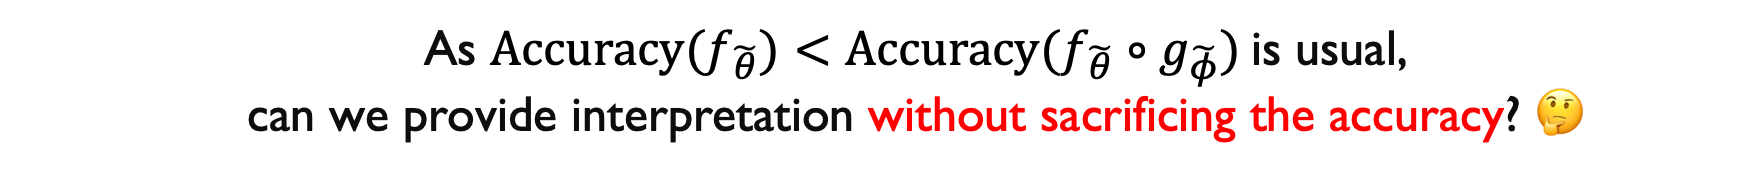 As Accuracy(f_θ̃) < Accuracy(f_θ̃ ∘ g_ϕ̃) is usual,
can we provide interpretation without sacrificing the accuracy? 🤔